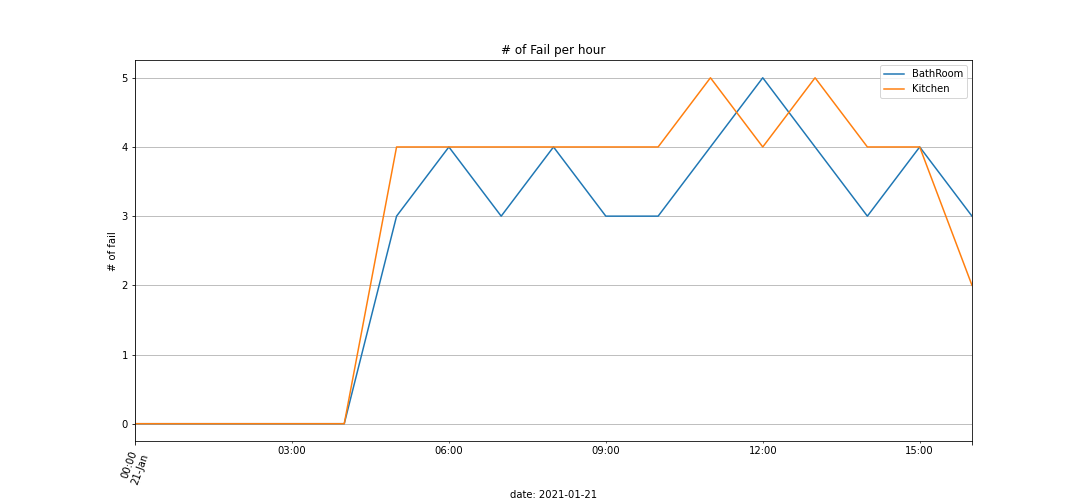 # of Fail per hour
BathRoom
Kitchen
# of fail
5
4
3
2
1
0
00:00
21-Jan
03:00
06:00
09:00
12:00
15:00
date: 2021-01-21